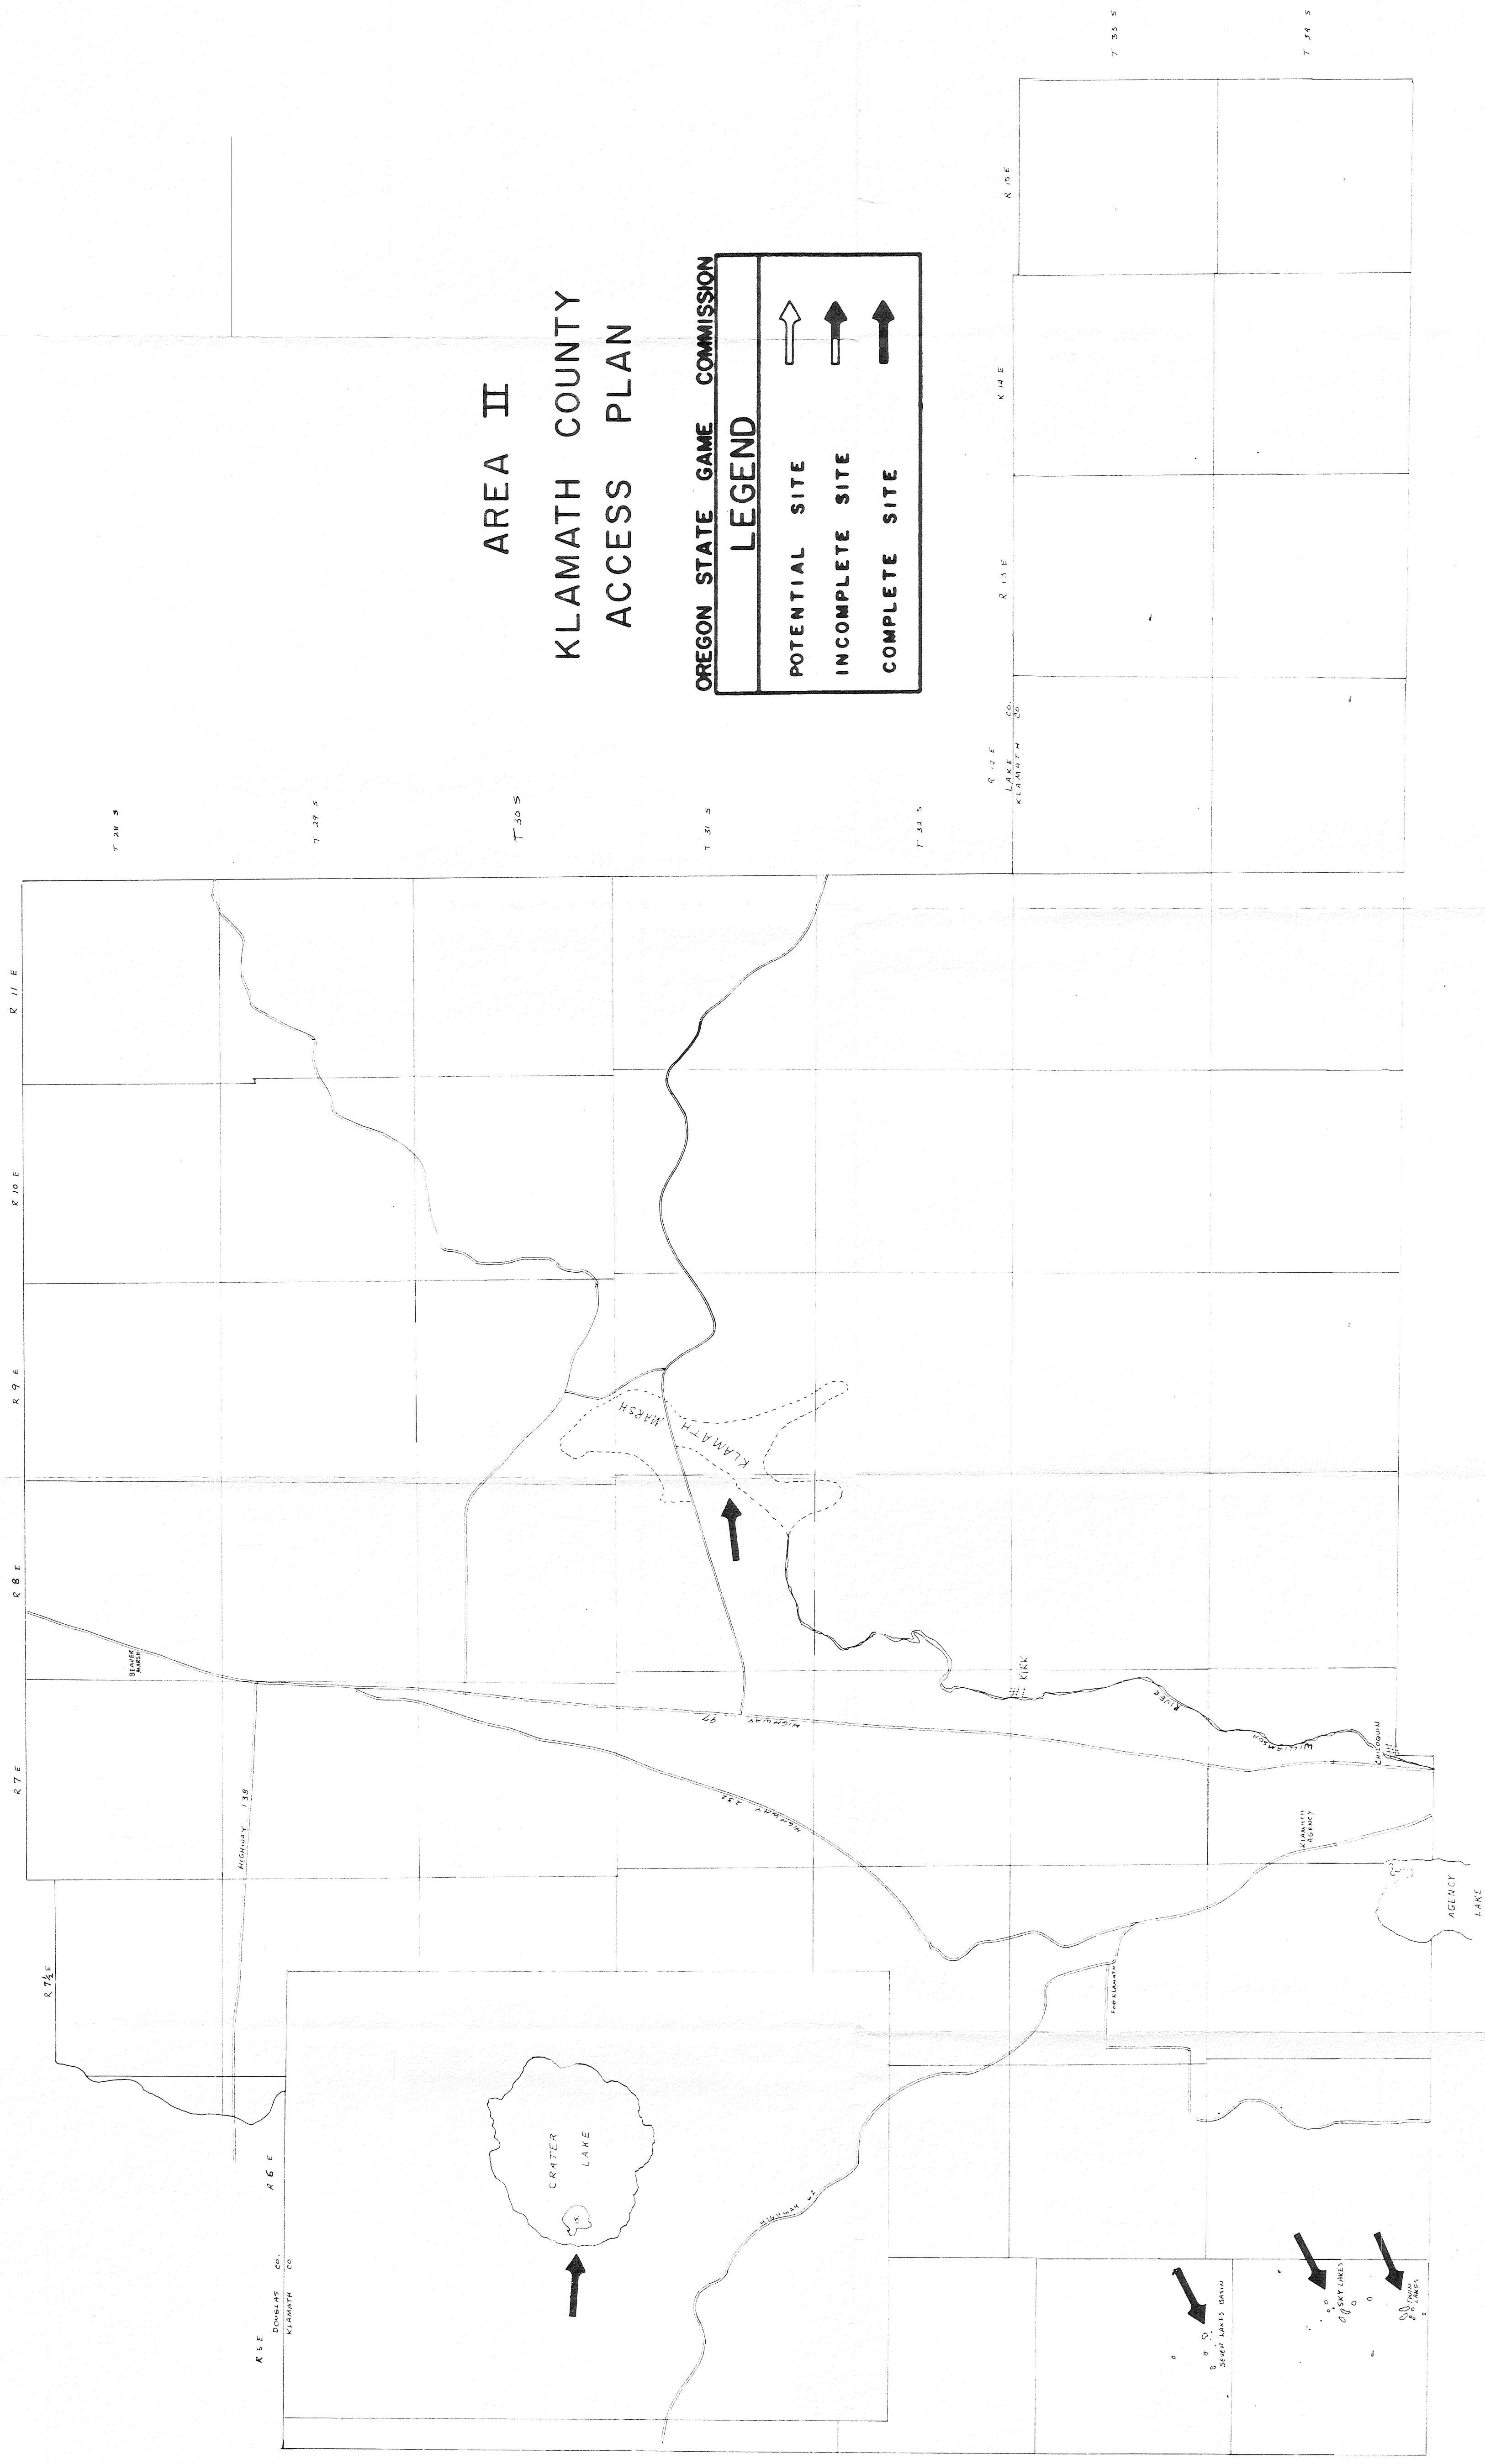 AREA II
KLAMATH COUNTY
ACCESS PLAN
OREGON STATE GAME COMMISSION
LEGEND
POTENTIAL SITE
INCOMPLETE SITE
COMPLETE SITE
T 28 S
T 29 S
T 30 S
T 31 S
T 32 S
T 33 S
T 34 S
R 5 E
R 6 E
R 7½ E
R 7 E
R 8 E
R 9 E
R 10 E
R 11 E
R 12 E
R 13 E
R 14 E
R 15 E
DOUGLAS CO.
KLAMATH CO
LAKE CO.
KLAMATH CO.
BEAVER
MARSH
HIGHWAY 138
HIGHWAY 97
HIGHWAY 232
HIGHWAY 62
KLAMATH MARSH
CRATER
LAKE
IS.
KIRK
WILLIAMSON RIVER
CHILOQUIN
KLAMATH
AGENCY
AGENCY
LAKE
FORT KLAMATH
SEVEN LAKES BASIN
SKY LAKES
TWIN
LAKES